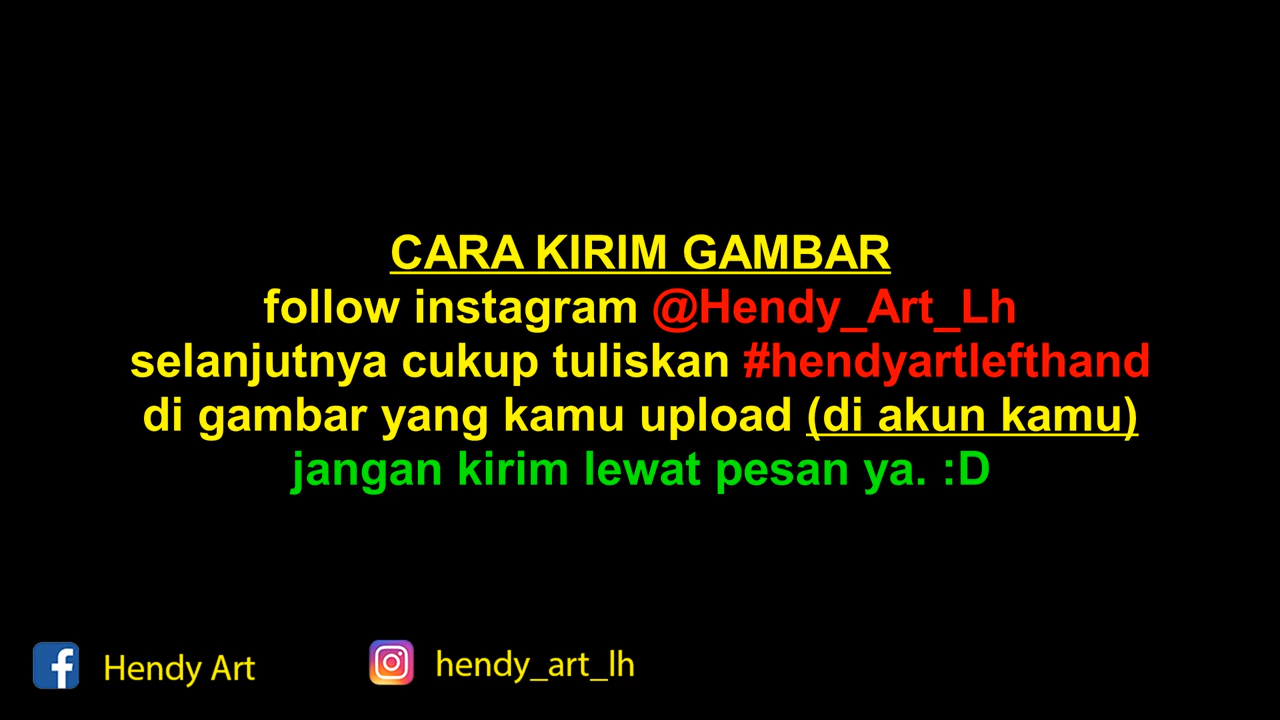 CARA KIRIM GAMBAR
follow instagram @Hendy_Art_Lh
selanjutnya cukup tuliskan #hendyartlefthand
di gambar yang kamu upload (di akun kamu)
jangan kirim lewat pesan ya. :D
Hendy Art
hendy_art_lh